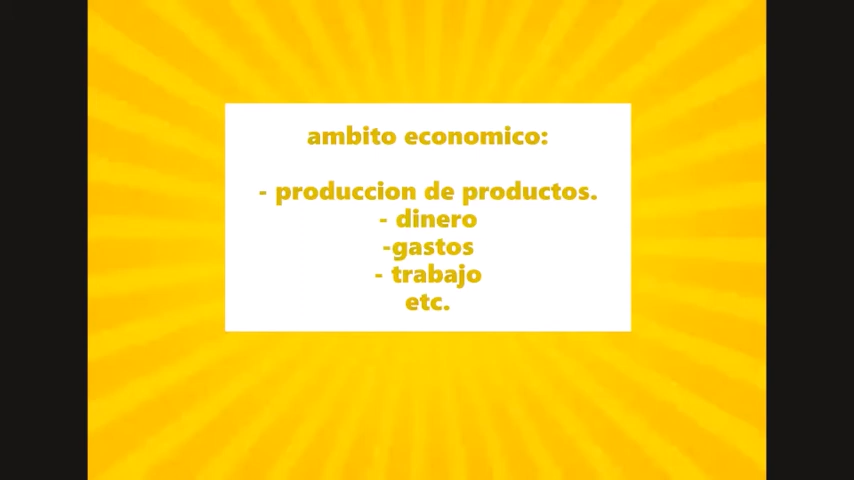 ambito economico:
- produccion de productos.
- dinero
-gastos
- trabajo
etc.